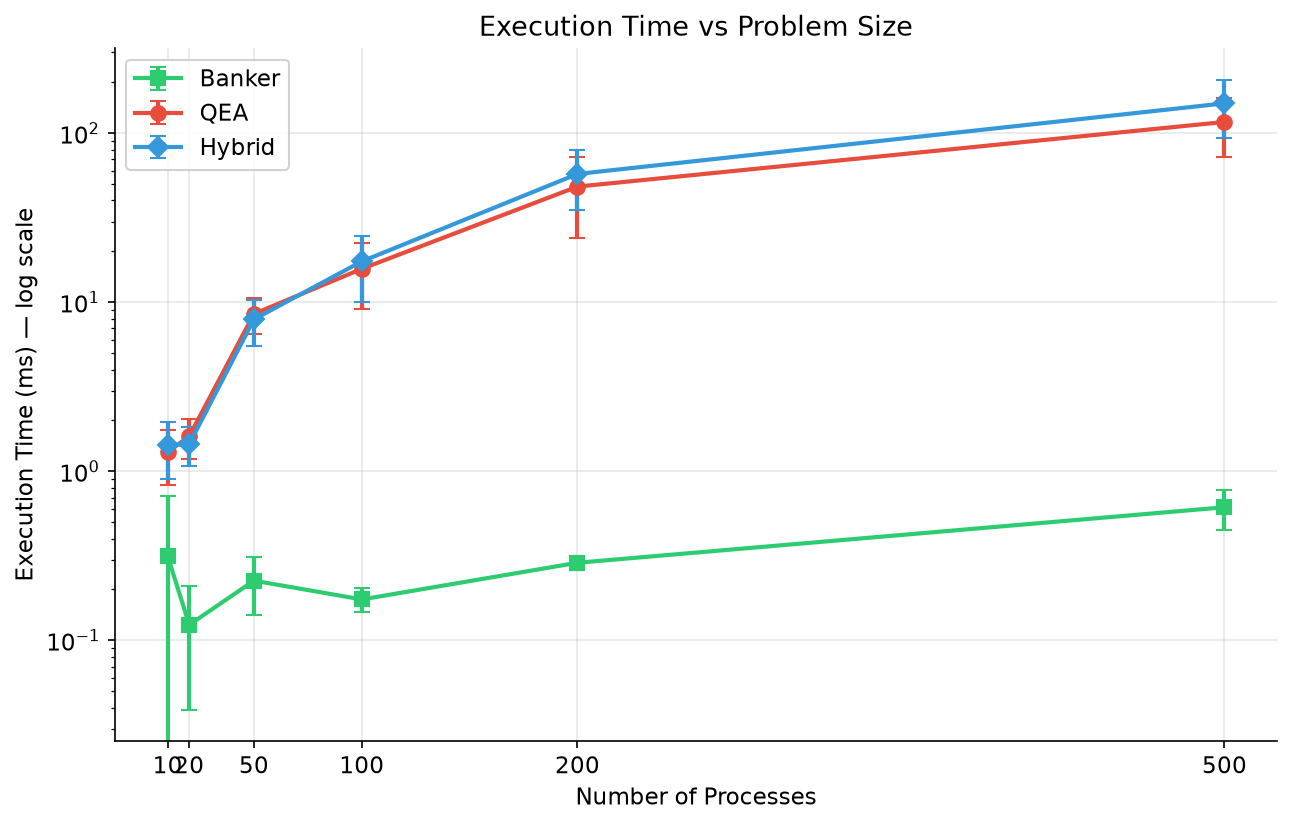 Execution Time vs Problem Size
Banker
QEA
Hybrid
Execution Time (ms) — log scale
10²
10¹
10⁰
10⁻¹
10 20 50 100 200 500
Number of Processes